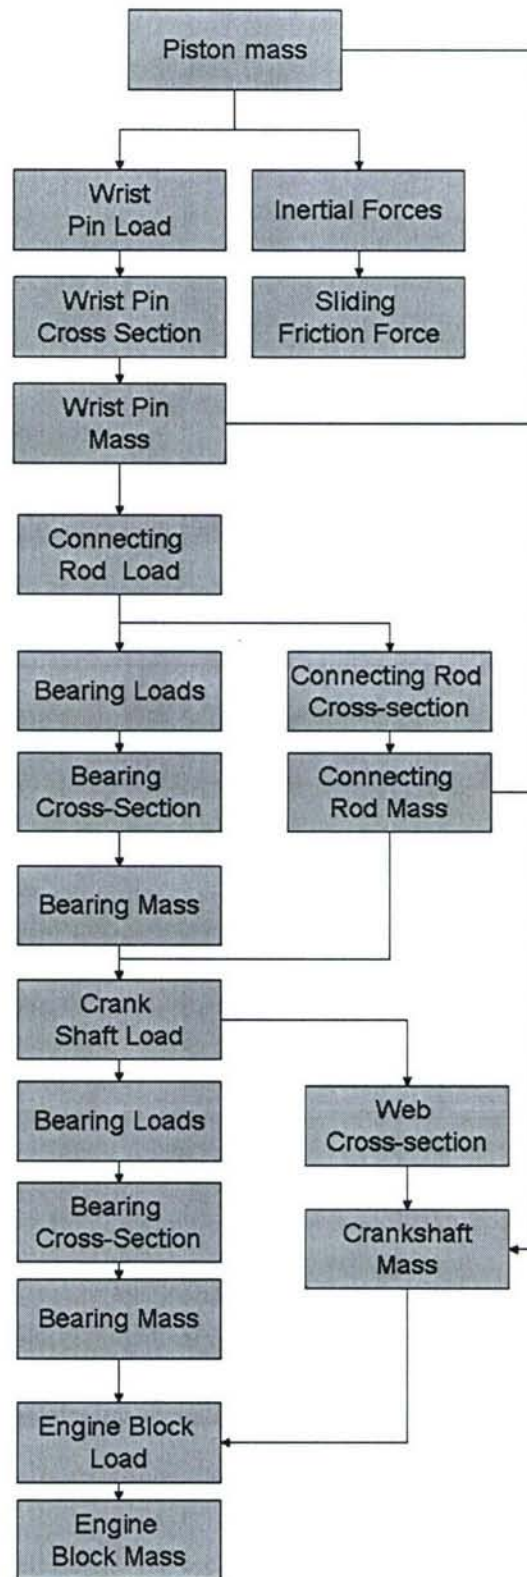 Piston mass
Wrist
Pin Load
Inertial Forces
Wrist Pin
Cross Section
Sliding
Friction Force
Wrist Pin
Mass
Connecting
Rod Load
Bearing Loads
Connecting Rod
Cross-section
Bearing
Cross-Section
Connecting
Rod Mass
Bearing Mass
Crank
Shaft Load
Bearing Loads
Web
Cross-section
Bearing
Cross-Section
Crankshaft
Mass
Bearing Mass
Engine Block
Load
Engine
Block Mass